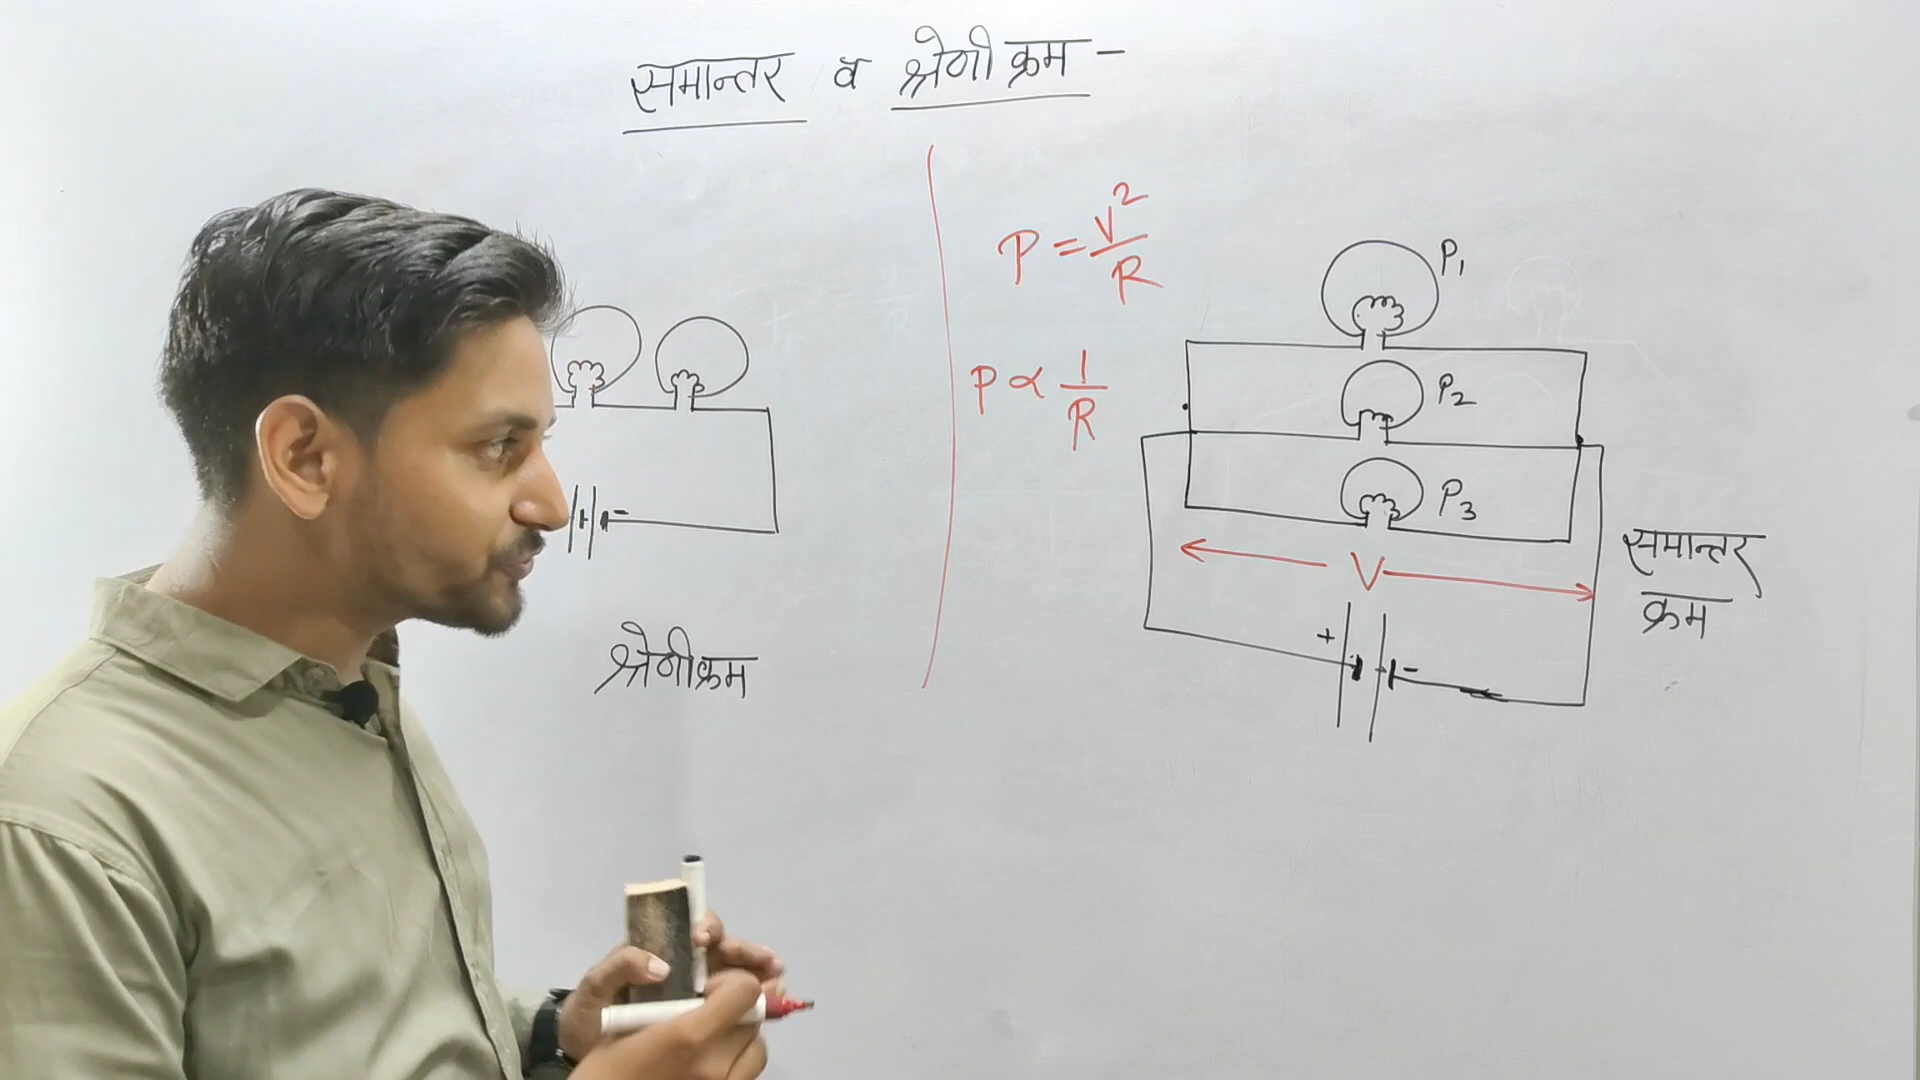 समान्तर व श्रेणी क्रम -
P = V²/R
P ∝ 1/R
P₁
P₂
P₃
V
+ -
समान्तर
क्रम
-
श्रेणीक्रम